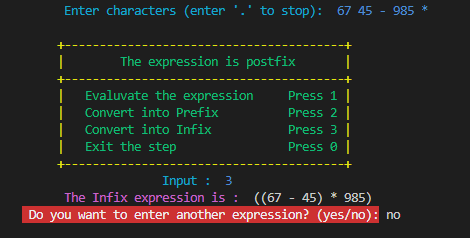 Enter characters (enter '.' to stop):  67 45 - 985 *
+------------------------------------+
|       The expression is postfix      |
+------------------------------------+
|   Evaluvate the expression     Press 1 |
|   Convert into Prefix          Press 2 |
|   Convert into Infix           Press 3 |
|   Exit the step                Press 0 |
+------------------------------------+
Input :  3
The Infix expression is :  ((67 - 45) * 985)
Do you want to enter another expression? (yes/no): no